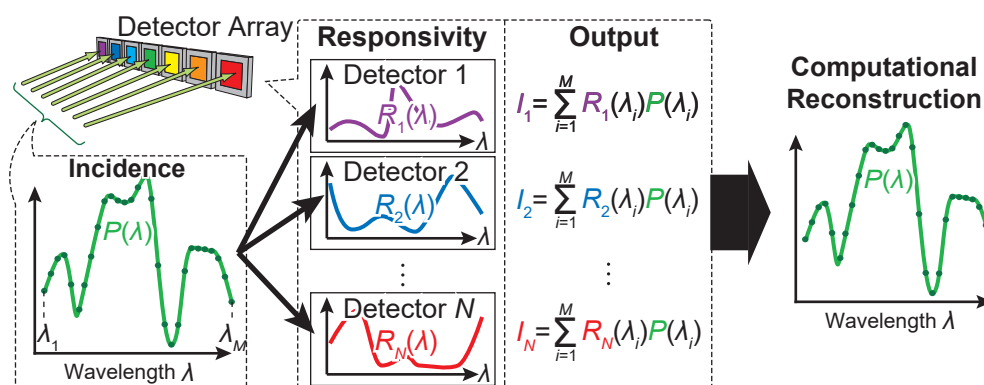 Detector Array
Incidence
P(λ)
λ1
λM
Wavelength λ
Responsivity
Detector 1
R1(λ)
λ
Detector 2
R2(λ)
λ
⋮
Detector N
RN(λ)
λ
Output
I1 = ∑_{i=1}^{M} R1(λi)P(λi)
I2 = ∑_{i=1}^{M} R2(λi)P(λi)
⋮
IN = ∑_{i=1}^{M} RN(λi)P(λi)
Computational
Reconstruction
P(λ)
Wavelength λ